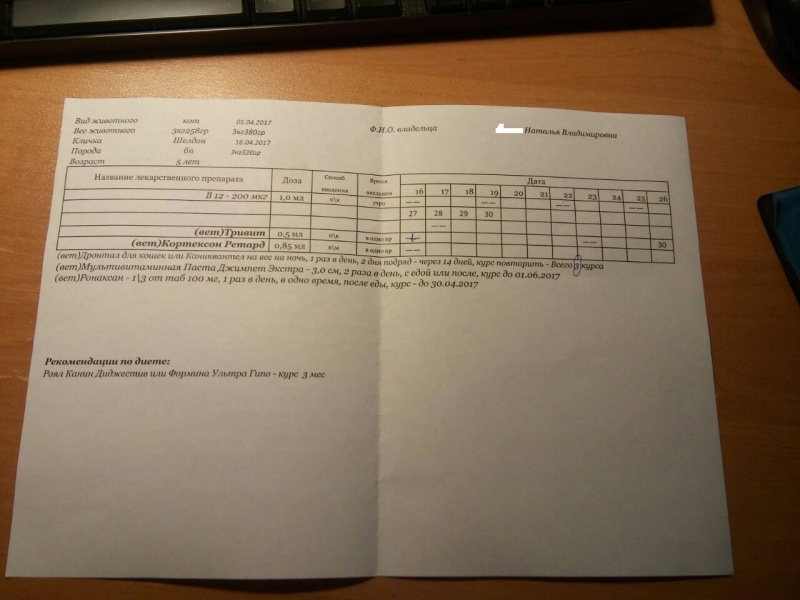 Вид животного кот 05.04.2017
Вес животного 3кг258гр 3кг380гр
Кличка Шелдон 16.04.2017
Порода бп 3кг320гр
Возраст 5 лет
Ф.И.О. владельца Наталья Владимировна
Название лекарственного препарата Доза Способ введения Время введения Дата
16 17 18 19 20 21 22 23 24 25 26
В 12 - 200 мкг 1,0 мл п\к утро -- -- -- --
27 28 29 30
--
(вет)Тривит 0,5 мл п\к в одно вр --
(вет)Кортексон Ретард 0,85 мл в\м в одно вр -- -- 30
(вет)Дронтал для кошек или Каниквантел на вес на ночь, 1 раз в день, 2 дня подряд - через 14 дней, курс повторить - Всего 3 курса
(вет)Мультивитаминная Паста Джимпет Экстра - 3,0 см, 2 раза в день, с едой или после, курс до 01.06.2017
(вет)Ронаксан - 1\3 от таб 100 мг, 1 раз в день, в одно время, после еды, курс - до 30.04.2017
Рекомендации по диете:
Роял Канин Диджестив или Формина Ультра Гипо - курс 3 мес